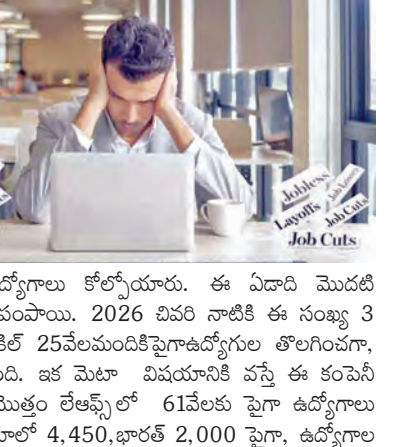 Jobless
Layoffs
Job Cuts
Job Cuts
ద్యోగాలు కోల్పోయారు. ఈ ఏడాది మొదటి
పంపాయి. 2026 చివరి నాటికి ఈ సంఖ్య 3
కిల్ 25వేలమందికిపైగాఉద్యోగుల తొలగించగా,
ంది. ఇక మెటా విషయానికి వస్తే ఈ కంపెనీ
మొత్తం లేఆఫ్స్‌లో 61వేలకు పైగా ఉద్యోగాలు
లో 4,450,భారత్ 2,000 పైగా, ఉద్యోగాల